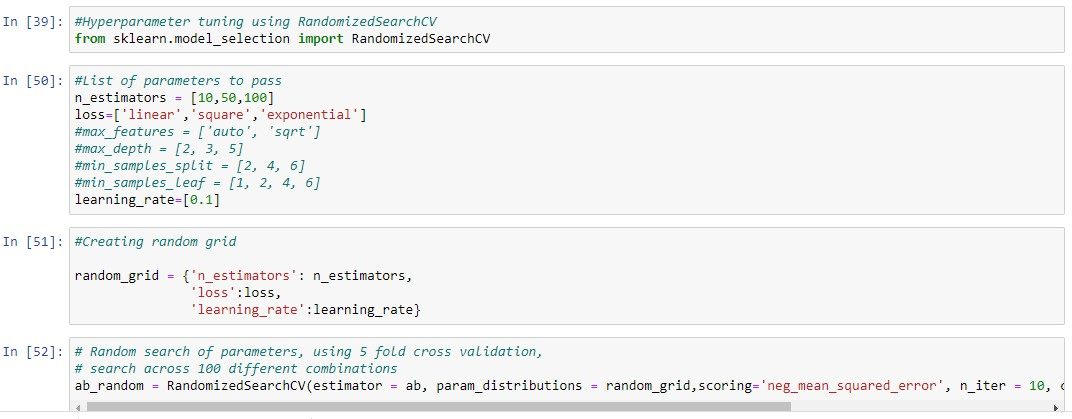 In [39]: #Hyperparameter tuning using RandomizedSearchCV
from sklearn.model_selection import RandomizedSearchCV
In [50]: #List of parameters to pass
n_estimators = [10,50,100]
loss=['linear','square','exponential']
#max_features = ['auto', 'sqrt']
#max_depth = [2, 3, 5]
#min_samples_split = [2, 4, 6]
#min_samples_leaf = [1, 2, 4, 6]
learning_rate=[0.1]
In [51]: #Creating random grid
random_grid = {'n_estimators': n_estimators,
'loss':loss,
'learning_rate':learning_rate}
In [52]: # Random search of parameters, using 5 fold cross validation,
# search across 100 different combinations
ab_random = RandomizedSearchCV(estimator = ab, param_distributions = random_grid,scoring='neg_mean_squared_error', n_iter = 10,